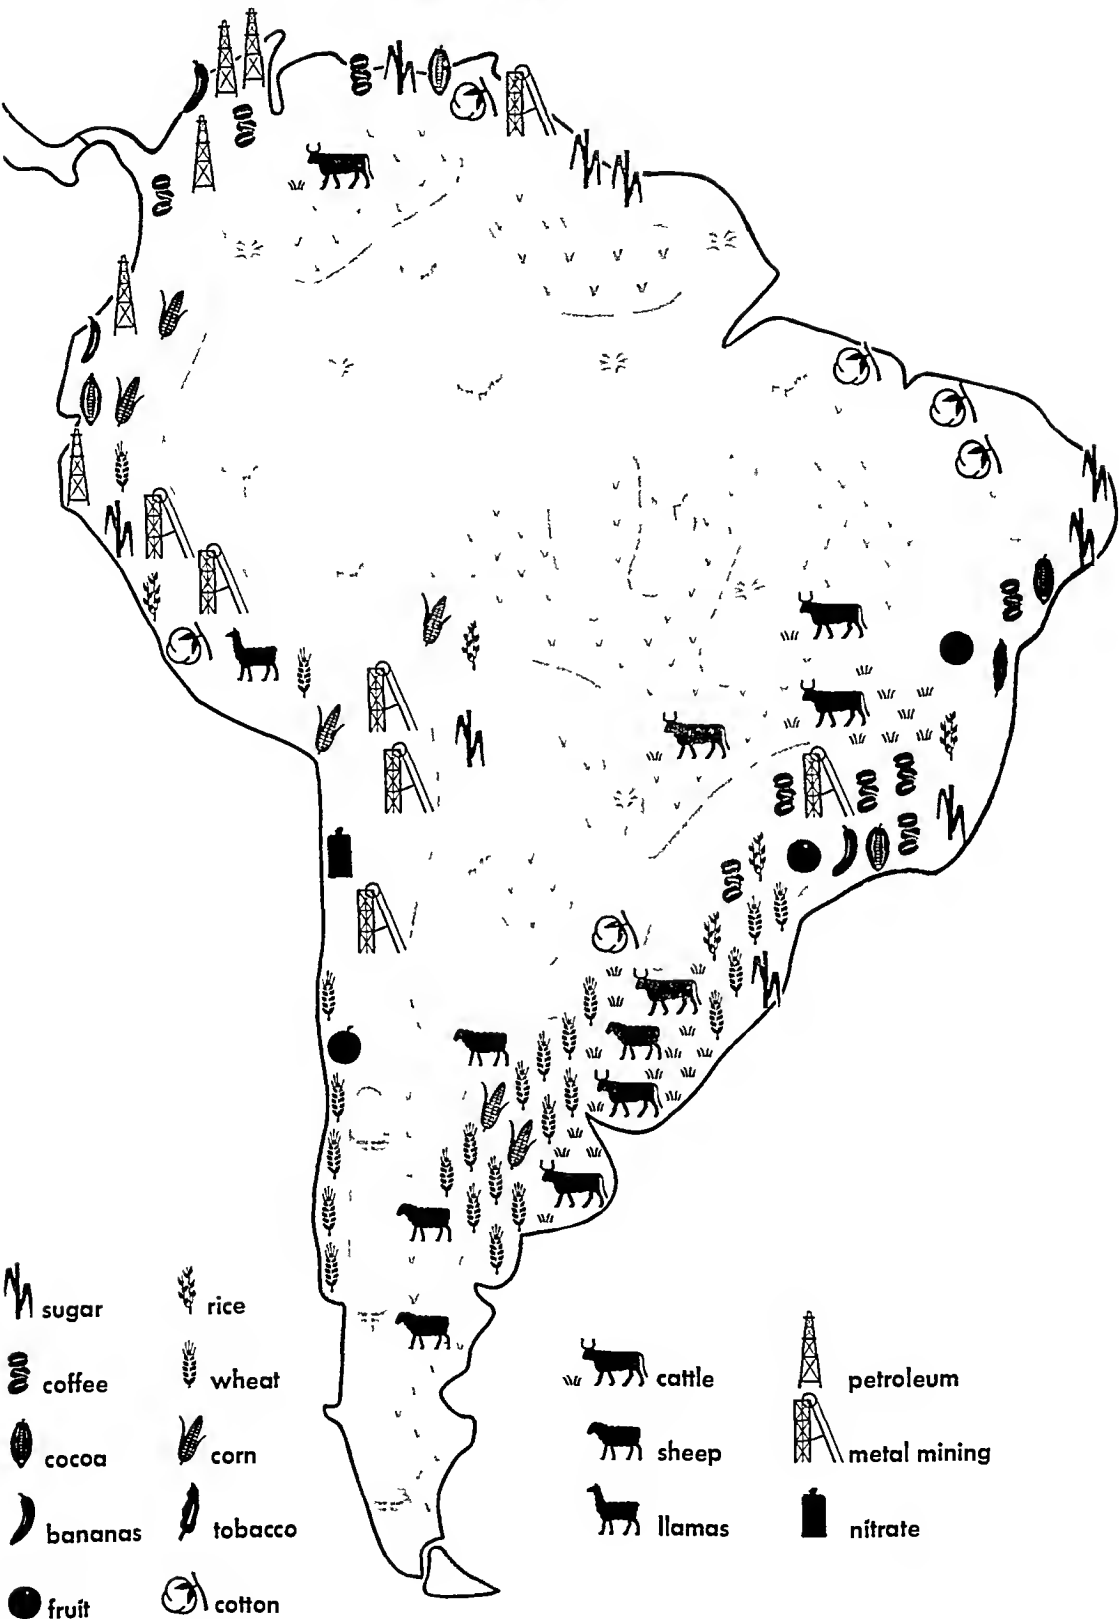 sugar
coffee
cocoa
bananas
fruit
rice
wheat
corn
tobacco
cotton
cattle
sheep
llamas
petroleum
metal mining
nitrate